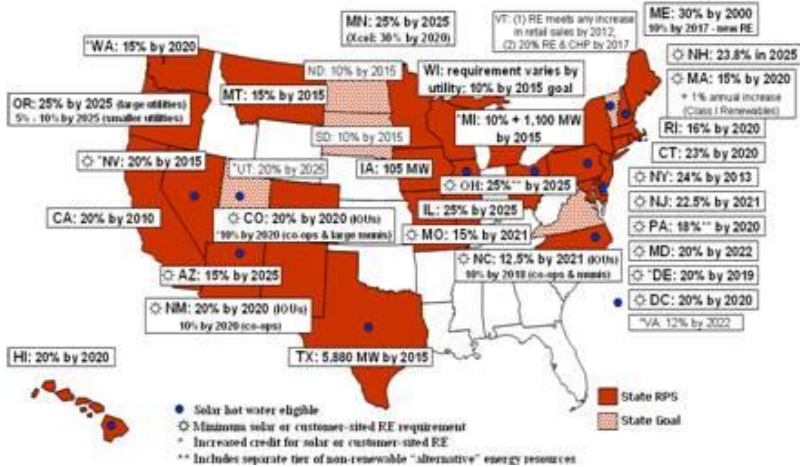 MN: 25% by 2025
(Xcel: 30% by 2020)
VT: (1) RE meets any increase
in retail sales by 2012,
(2) 20% RE & CHP by 2017
ME: 30% by 2000
10% by 2017 - new RE
*WA: 15% by 2020
☼ NH: 23.8% in 2025
ND: 10% by 2015
WI: requirement varies by
utility; 10% by 2015 goal
☼ MA: 15% by 2020
+ 1% annual increase
(Class I Renewables)
OR: 25% by 2025 (large utilities)
5% - 10% by 2025 (smaller utilities)
MT: 15% by 2015
*MI: 10% + 1,100 MW
by 2015
RI: 16% by 2020
SD: 10% by 2015
CT: 23% by 2020
☼ *NV: 20% by 2015
*UT: 20% by 2025
IA: 105 MW
☼ OH: 25%** by 2025
☼ NY: 24% by 2013
CA: 20% by 2010
☼ CO: 20% by 2020 (IOUs)
*10% by 2020 (co-ops & large munis)
IL: 25% by 2025
☼ NJ: 22.5% by 2021
☼ MO: 15% by 2021
☼ PA: 18%** by 2020
☼ NC: 12.5% by 2021 (IOUs)
10% by 2018 (co-ops & munis)
☼ MD: 20% by 2022
☼ AZ: 15% by 2025
☼ *DE: 20% by 2019
☼ NM: 20% by 2020 (IOUs)
10% by 2020 (co-ops)
☼ DC: 20% by 2020
*VA: 12% by 2022
HI: 20% by 2020
TX: 5,880 MW by 2015
State RPS
State Goal
Solar hot water eligible
☼ Minimum solar or customer-sited RE requirement
* Increased credit for solar or customer-sited RE
** Includes separate tier of non-renewable "alternative" energy resources